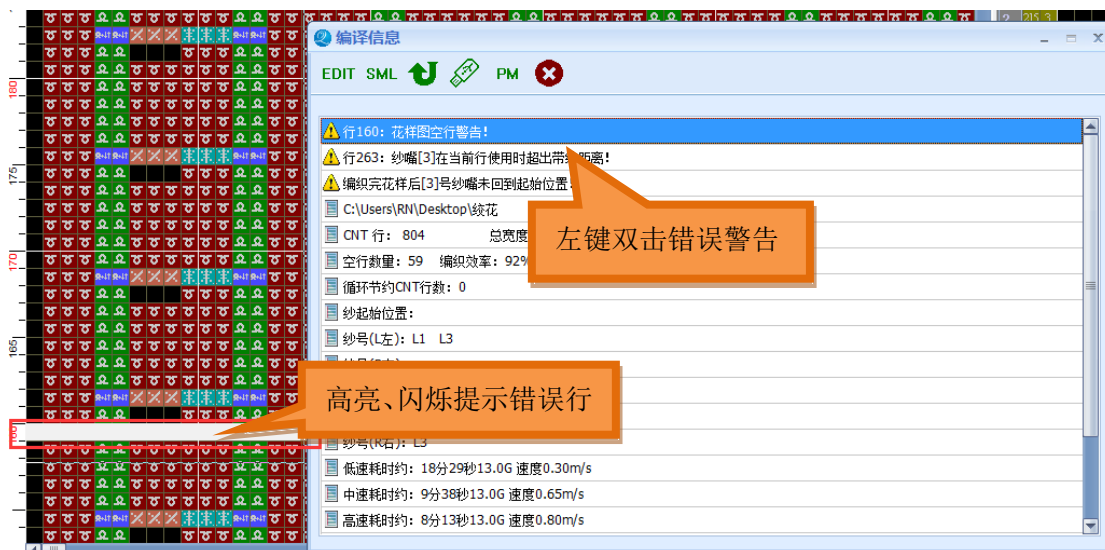 编译信息
EDIT SML PM
行160：花样图空行警告！
行263：纱嘴[3]在当前行使用时超出带纱距离！
编织完花样后[3]号纱嘴未回到起始位置
C:\Users\RN\Desktop\绞花
CNT 行：804 总宽度
空行数量：59 编织效率：92%
循环节约CNT行数：0
纱起始位置：
纱号(L左)：L1 L3
纱号(R右)：L3
低速耗时约：18分29秒13.0G 速度0.30m/s
中速耗时约：9分38秒13.0G 速度0.65m/s
高速耗时约：8分13秒13.0G 速度0.80m/s
左键双击错误警告
高亮、闪烁提示错误行
180
175
170
165
160